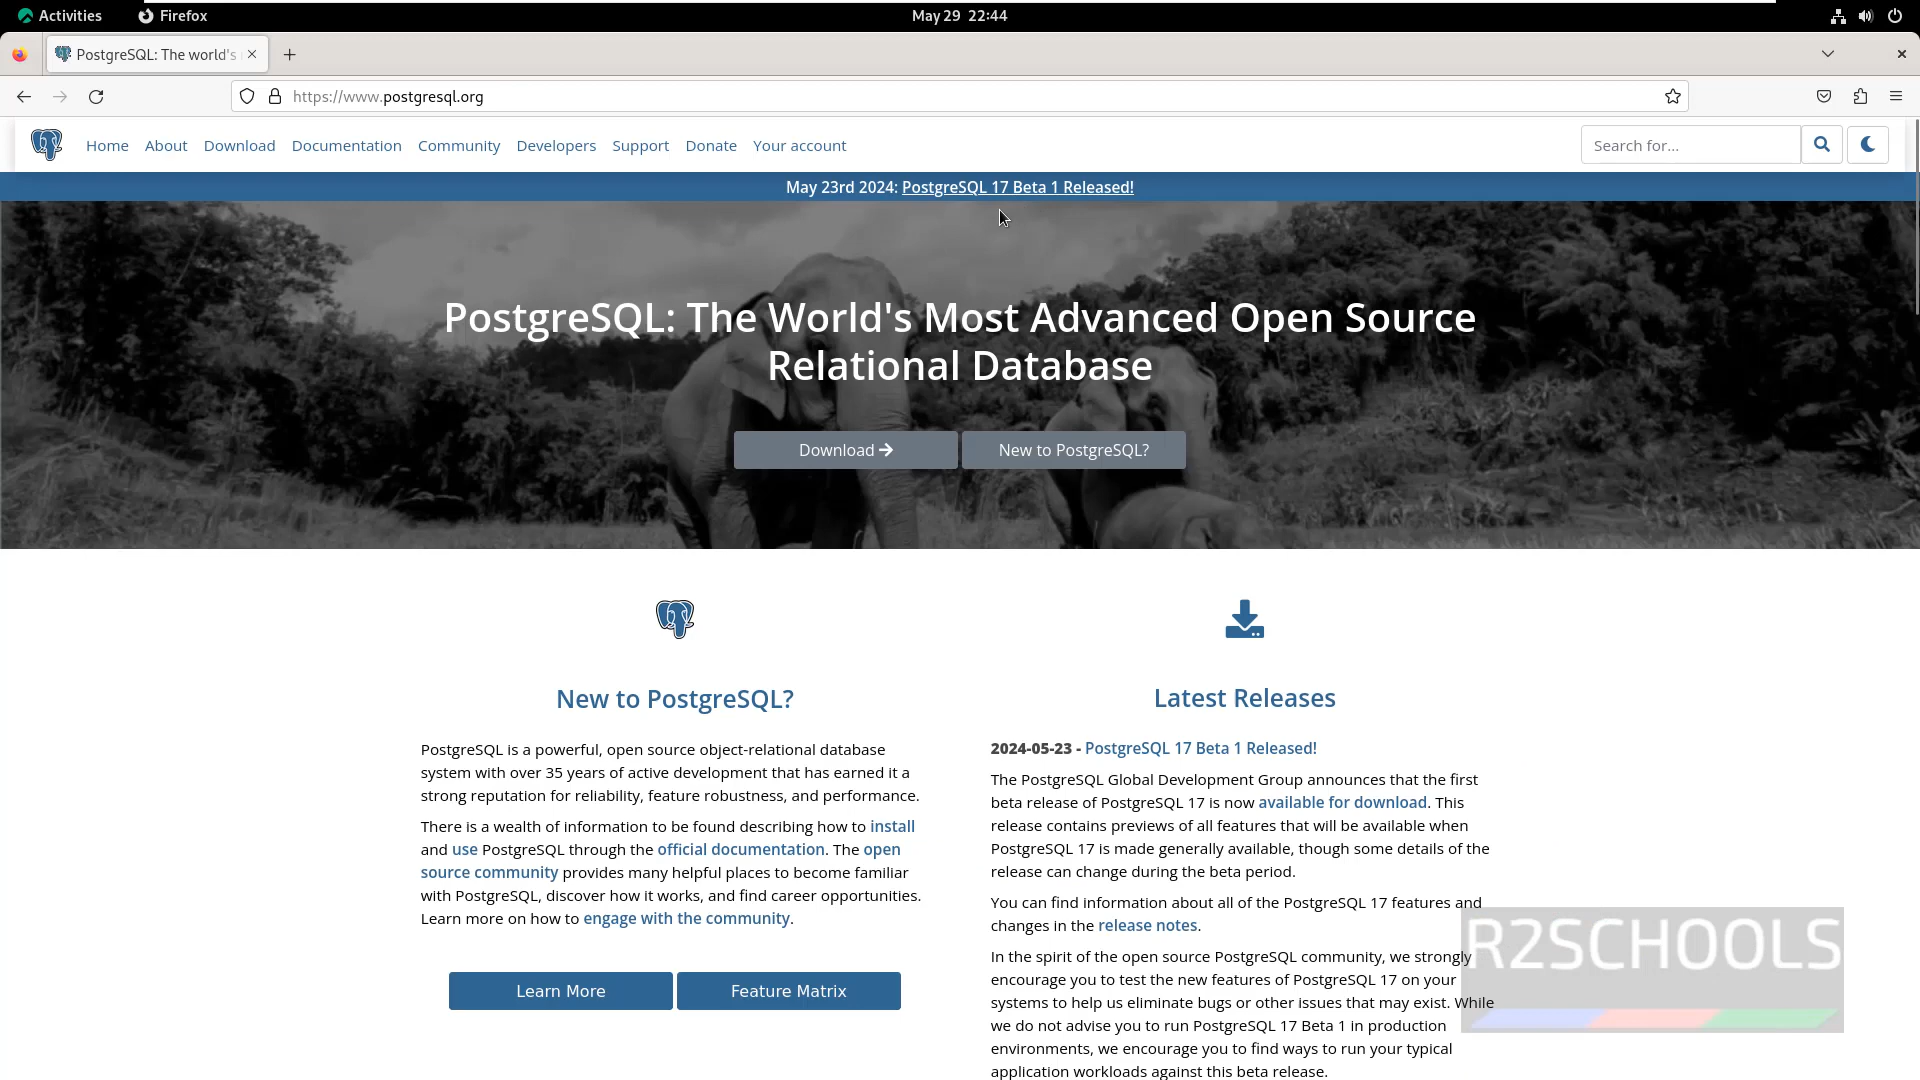 Activities
Firefox
May 29 22:44
PostgreSQL: The world's
https://www.postgresql.org
Home About Download Documentation Community Developers Support Donate Your account
Search for...
May 23rd 2024: PostgreSQL 17 Beta 1 Released!
PostgreSQL: The World's Most Advanced Open Source
Relational Database
Download
New to PostgreSQL?
New to PostgreSQL?
PostgreSQL is a powerful, open source object-relational database
system with over 35 years of active development that has earned it a
strong reputation for reliability, feature robustness, and performance.
There is a wealth of information to be found describing how to install
and use PostgreSQL through the official documentation. The open
source community provides many helpful places to become familiar
with PostgreSQL, discover how it works, and find career opportunities.
Learn more on how to engage with the community.
Learn More
Feature Matrix
Latest Releases
2024-05-23 - PostgreSQL 17 Beta 1 Released!
The PostgreSQL Global Development Group announces that the first
beta release of PostgreSQL 17 is now available for download. This
release contains previews of all features that will be available when
PostgreSQL 17 is made generally available, though some details of the
release can change during the beta period.
You can find information about all of the PostgreSQL 17 features and
changes in the release notes.
In the spirit of the open source PostgreSQL community, we strongly
encourage you to test the new features of PostgreSQL 17 on your
systems to help us eliminate bugs or other issues that may exist. While
we do not advise you to run PostgreSQL 17 Beta 1 in production
environments, we encourage you to find ways to run your typical
application workloads against this beta release.
R2SCHOOLS